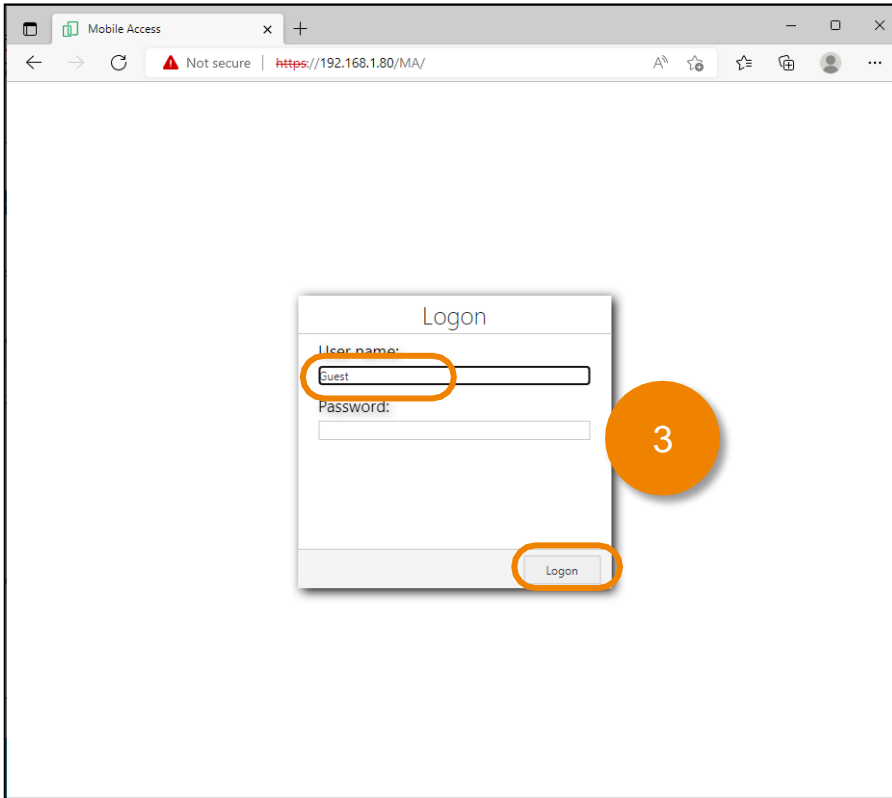 Mobile Access
Not secure | https://192.168.1.80/MA/
Logon
User name:
Guest
Password:
3
Logon